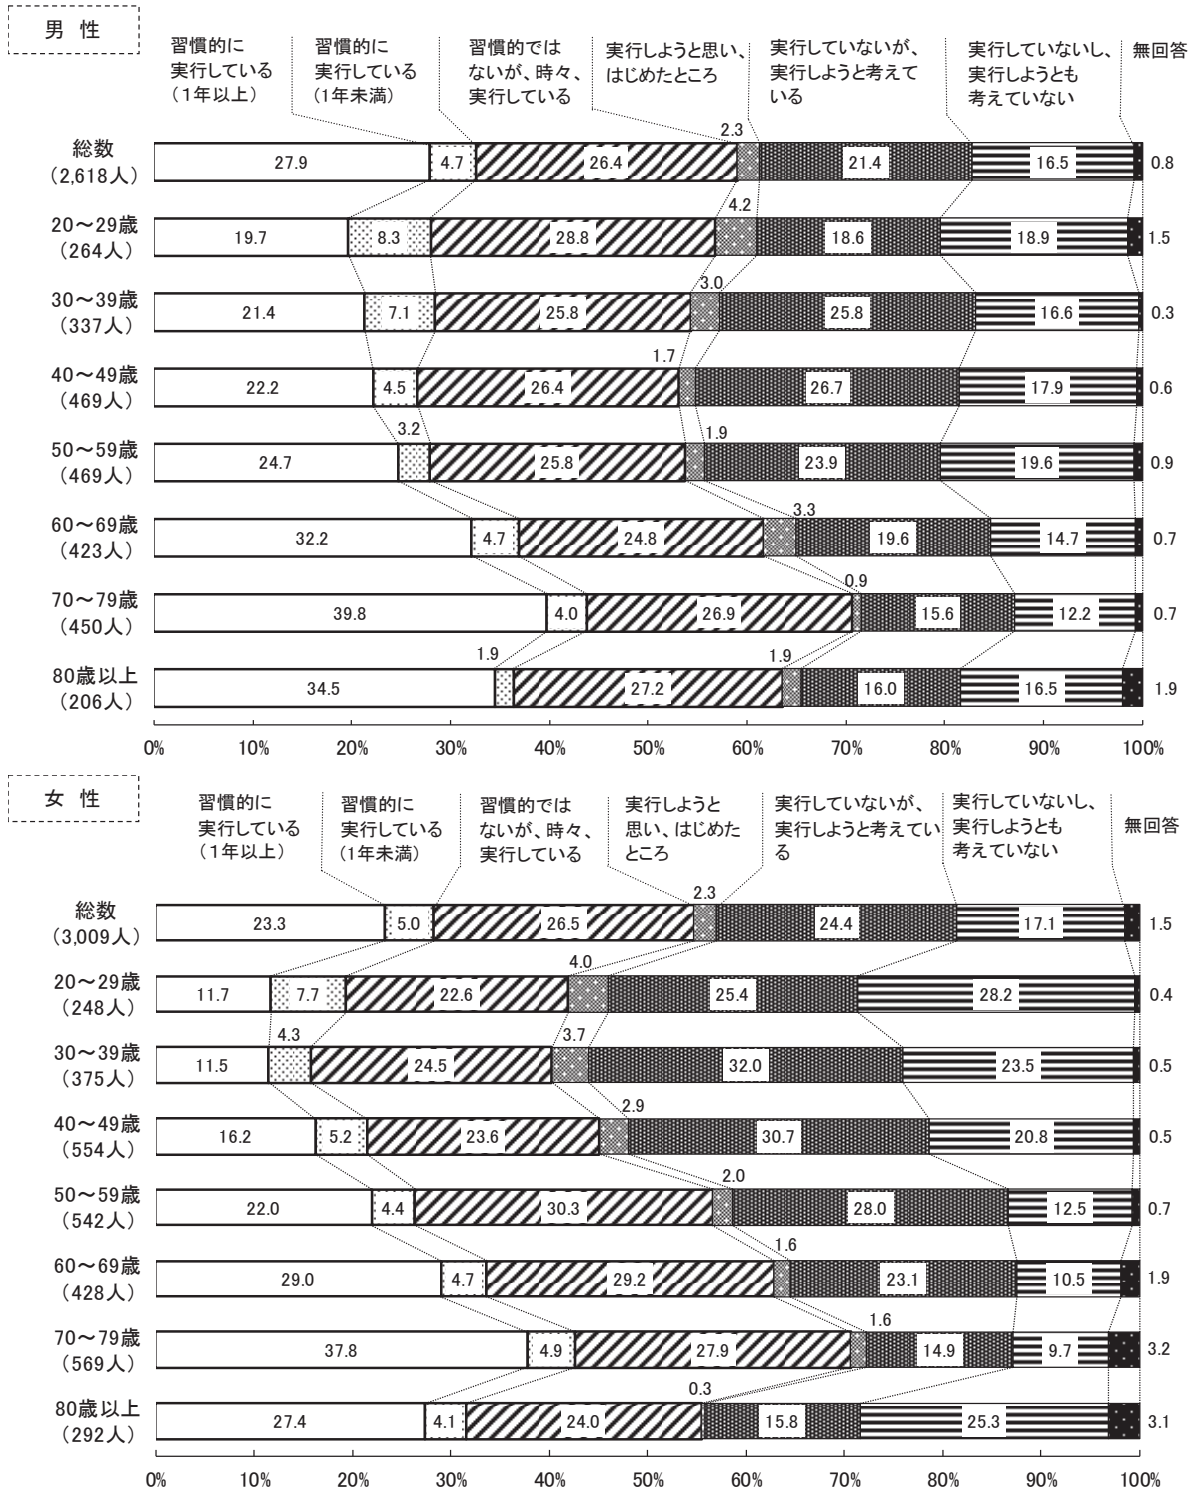 男 性
習慣的に
実行している
（1年以上）
習慣的に
実行している
（1年未満）
習慣的では
ないが、時々、
実行している
実行しようと思い、
はじめたところ
実行していないが、
実行しようと考えて
いる
実行していないし、
実行しようとも
考えていない
無回答
総数
（2,618人）
27.9
4.7
26.4
2.3
21.4
16.5
0.8
20～29歳
（264人）
19.7
8.3
28.8
4.2
18.6
18.9
1.5
30～39歳
（337人）
21.4
7.1
25.8
3.0
25.8
16.6
0.3
40～49歳
（469人）
22.2
4.5
26.4
1.7
26.7
17.9
0.6
50～59歳
（469人）
24.7
3.2
25.8
1.9
23.9
19.6
0.9
60～69歳
（423人）
32.2
4.7
24.8
3.3
19.6
14.7
0.7
70～79歳
（450人）
39.8
4.0
26.9
0.9
15.6
12.2
0.7
80歳以上
（206人）
34.5
1.9
27.2
1.9
16.0
16.5
1.9
0%
10%
20%
30%
40%
50%
60%
70%
80%
90%
100%
女 性
習慣的に
実行している
（1年以上）
習慣的に
実行している
（1年未満）
習慣的では
ないが、時々、
実行している
実行しようと
思い、はじめた
ところ
実行していないが、
実行しようと考えてい
る
実行していないし、
実行しようとも
考えていない
無回答
総数
（3,009人）
23.3
5.0
26.5
2.3
24.4
17.1
1.5
20～29歳
（248人）
11.7
7.7
22.6
4.0
25.4
28.2
0.4
30～39歳
（375人）
11.5
4.3
24.5
3.7
32.0
23.5
0.5
40～49歳
（554人）
16.2
5.2
23.6
2.9
30.7
20.8
0.5
50～59歳
（542人）
22.0
4.4
30.3
2.0
28.0
12.5
0.7
60～69歳
（428人）
29.0
4.7
29.2
1.6
23.1
10.5
1.9
70～79歳
（569人）
37.8
4.9
27.9
1.6
14.9
9.7
3.2
80歳以上
（292人）
27.4
4.1
24.0
0.3
15.8
25.3
3.1
0%
10%
20%
30%
40%
50%
60%
70%
80%
90%
100%